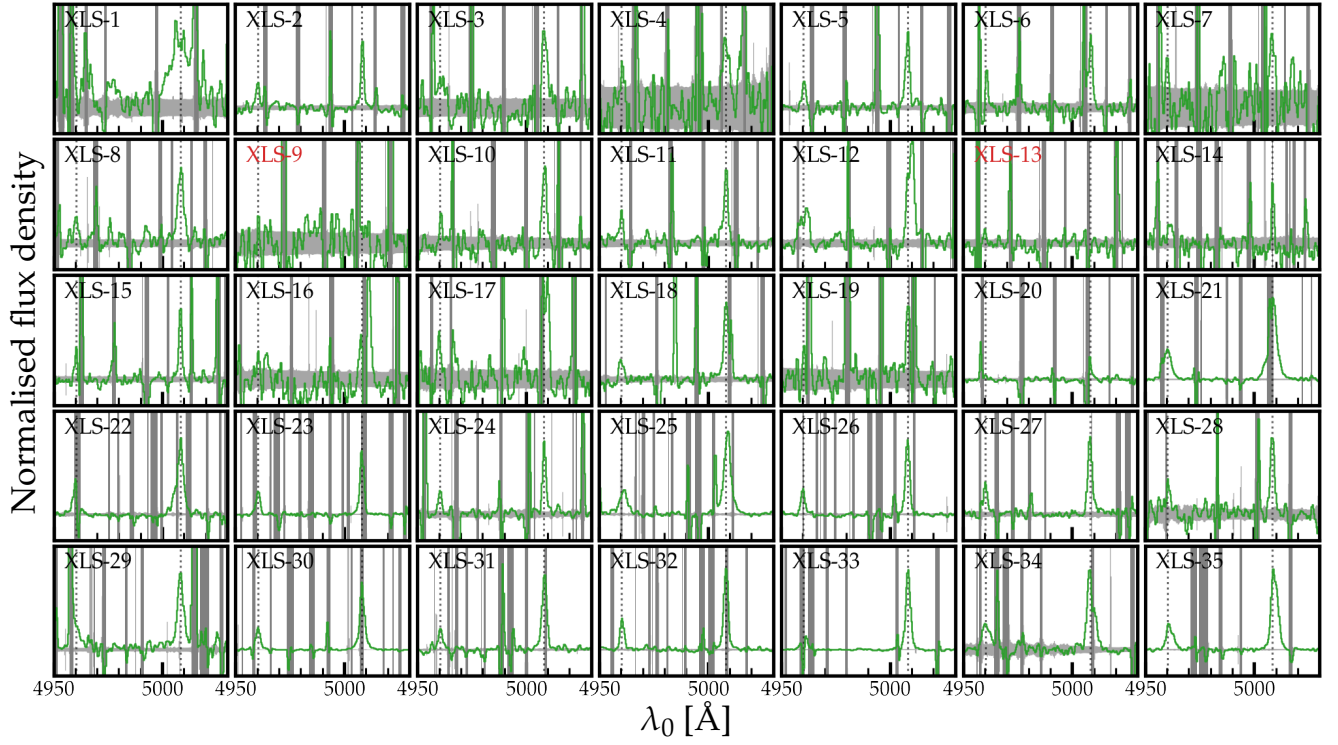 XLS-1 XLS-2 XLS-3 XLS-4 XLS-5 XLS-6 XLS-7
XLS-8 XLS-9 XLS-10 XLS-11 XLS-12 XLS-13 XLS-14
XLS-15 XLS-16 XLS-17 XLS-18 XLS-19 XLS-20 XLS-21
XLS-22 XLS-23 XLS-24 XLS-25 XLS-26 XLS-27 XLS-28
XLS-29 XLS-30 XLS-31 XLS-32 XLS-33 XLS-34 XLS-35
Normalised flux density
4950 5000 4950 5000 4950 5000 4950 5000 4950 5000 4950 5000 4950 5000
λ₀ [Å]